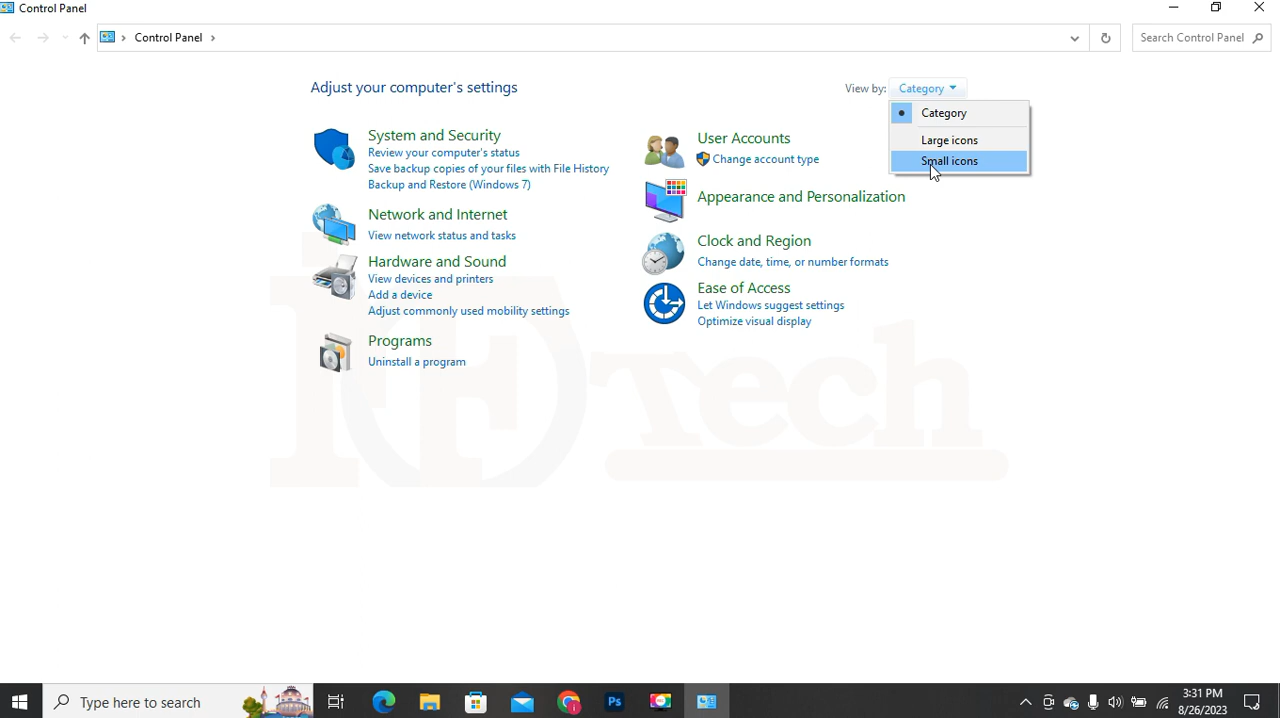 Control Panel
Control Panel
Search Control Panel
Adjust your computer's settings
View by: Category
Category
Large icons
Small icons
System and Security
Review your computer's status
Save backup copies of your files with File History
Backup and Restore (Windows 7)
Network and Internet
View network status and tasks
Hardware and Sound
View devices and printers
Add a device
Adjust commonly used mobility settings
Programs
Uninstall a program
User Accounts
Change account type
Appearance and Personalization
Clock and Region
Change date, time, or number formats
Ease of Access
Let Windows suggest settings
Optimize visual display
Tech
Type here to search
Ps
3:31 PM
8/26/2023